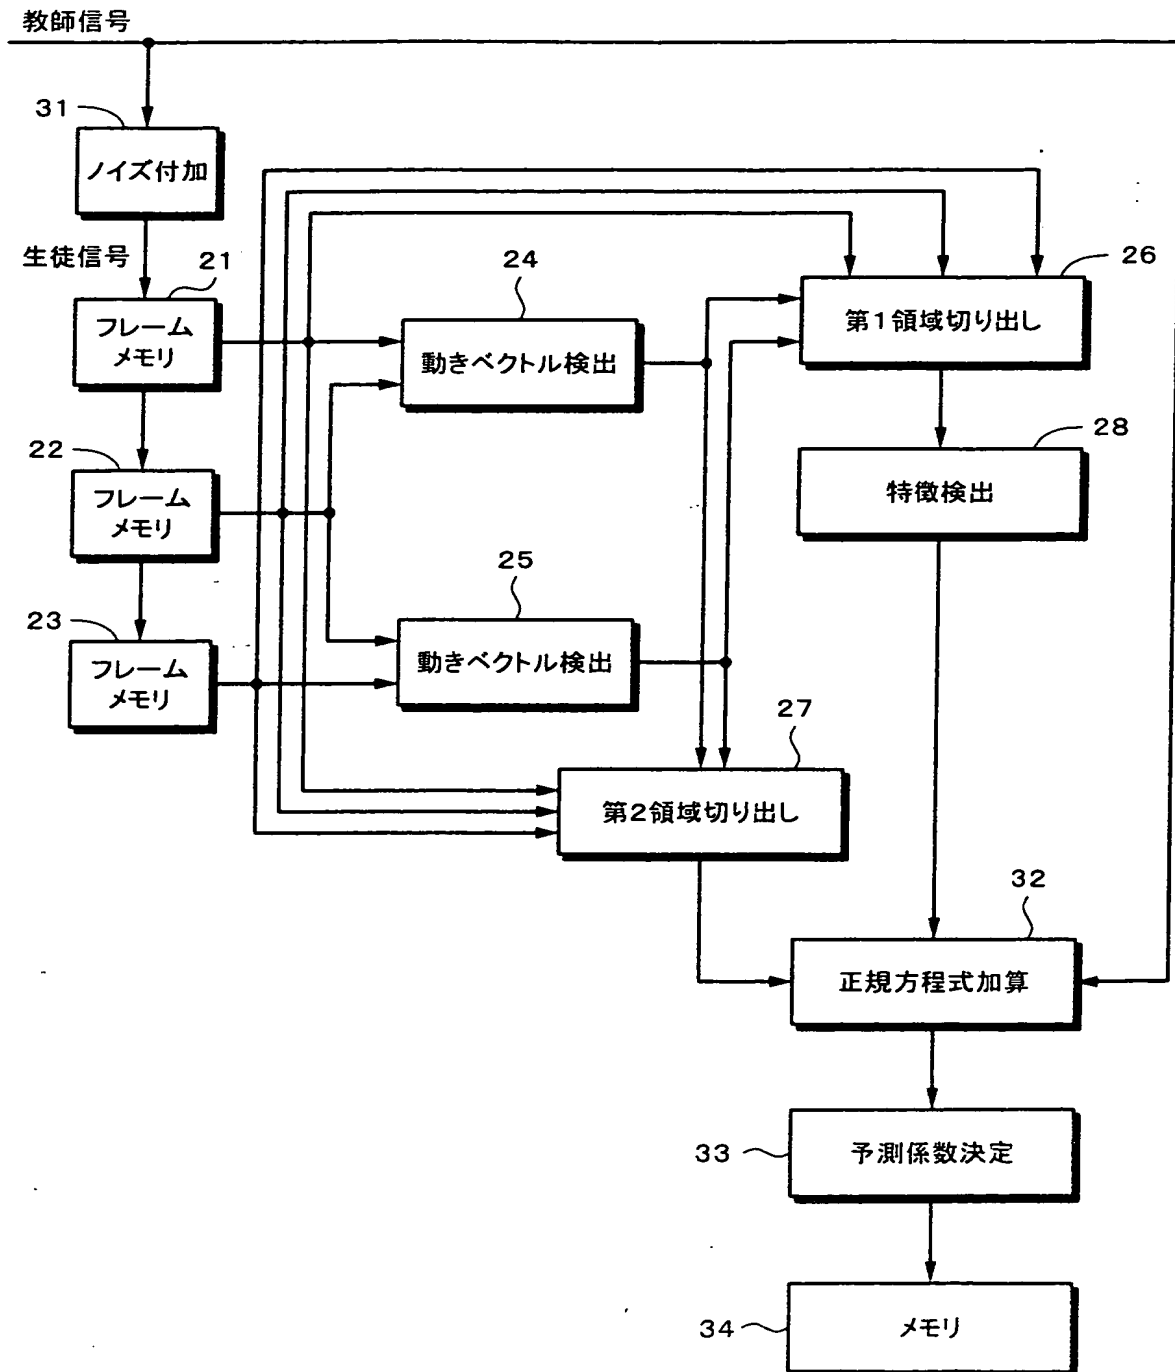 教師信号
31
ノイズ付加
生徒信号
21
フレーム
メモリ
22
フレーム
メモリ
23
フレーム
メモリ
24
動きベクトル検出
25
動きベクトル検出
26
第1領域切り出し
28
特徴検出
27
第2領域切り出し
32
正規方程式加算
33
予測係数決定
34
メモリ